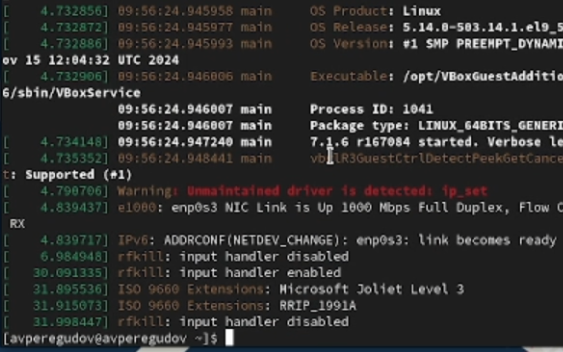 [    4.732856] 09:56:24.945958 main     OS Product: Linux
[    4.732872] 09:56:24.945977 main     OS Release: 5.14.0-503.14.1.el9_5
[    4.732886] 09:56:24.945993 main     OS Version: #1 SMP PREEMPT_DYNAMI
ov 15 12:04:32 UTC 2024
[    4.732906] 09:56:24.946006 main     Executable: /opt/VBoxGuestAdditio
6/sbin/VBoxService
               09:56:24.946007 main     Process ID: 1041
               09:56:24.946007 main     Package type: LINUX_64BITS_GENERI
[    4.734148] 09:56:24.947240 main     7.1.6 r167084 started. Verbose le
[    4.735352] 09:56:24.948441 main     vbglR3GuestCtrlDetectPeekGetCance
t: Supported (#1)
[    4.790706] Warning: Unmaintained driver is detected: ip_set
[    4.839437] e1000: enp0s3 NIC Link is Up 1000 Mbps Full Duplex, Flow C
 RX
[    4.839717] IPv6: ADDRCONF(NETDEV_CHANGE): enp0s3: link becomes ready
[    6.984948] rfkill: input handler disabled
[   30.091335] rfkill: input handler enabled
[   31.895536] ISO 9660 Extensions: Microsoft Joliet Level 3
[   31.915073] ISO 9660 Extensions: RRIP_1991A
[   31.998447] rfkill: input handler disabled
[avperegudov@avperegudov ~]$